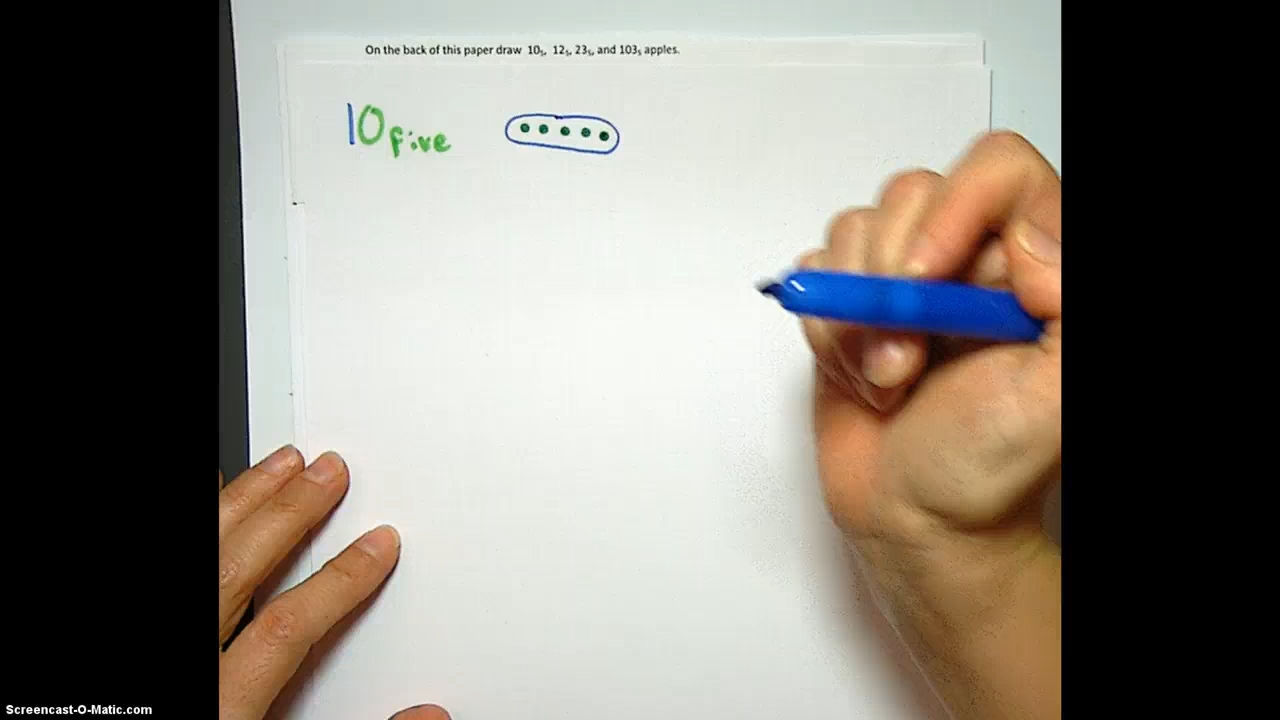 On the back of this paper draw 10₅, 12₅, 23₅, and 103₅ apples.
10five
Screencast-O-Matic.com